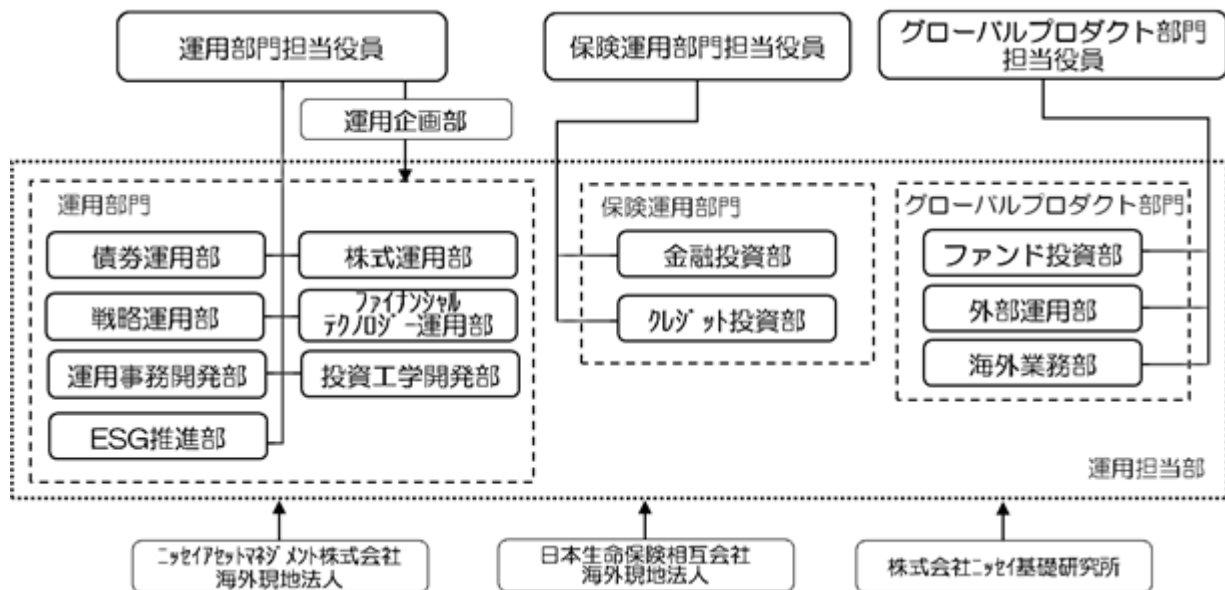 運用部門担当役員
保険運用部門担当役員
グローバルプロダクト部門
担当役員
運用企画部
運用部門
債券運用部
株式運用部
戦略運用部
ファイナンシャル
テクノロジー運用部
運用事務開発部
投資工学開発部
ESG推進部
保険運用部門
金融投資部
クレジット投資部
グローバルプロダクト部門
ファンド投資部
外部運用部
海外業務部
運用担当部
ニッセイアセットマネジメント株式会社
海外現地法人
日本生命保険相互会社
海外現地法人
株式会社ニッセイ基礎研究所